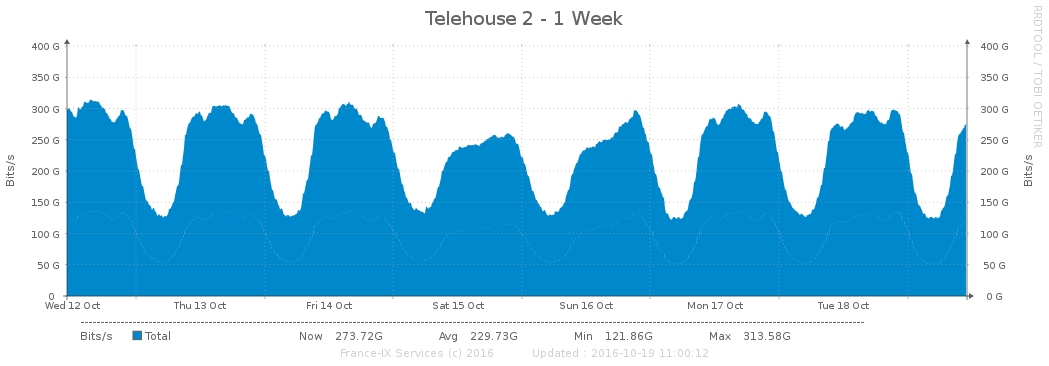 Telehouse 2 - 1 Week
RRDTOOL / TOBI OETIKER
400 G 400 G
350 G 350 G
300 G 300 G
250 G 250 G
200 G 200 G
150 G 150 G
100 G 100 G
50 G 50 G
0 0 G
Bits/s
Bits/s
Wed 12 Oct Thu 13 Oct Fri 14 Oct Sat 15 Oct Sun 16 Oct Mon 17 Oct Tue 18 Oct
Bits/s Total Now 273.72G Avg 229.73G Min 121.86G Max 313.58G
France-IX Services (c) 2016 Updated : 2016-10-19 11:00:12